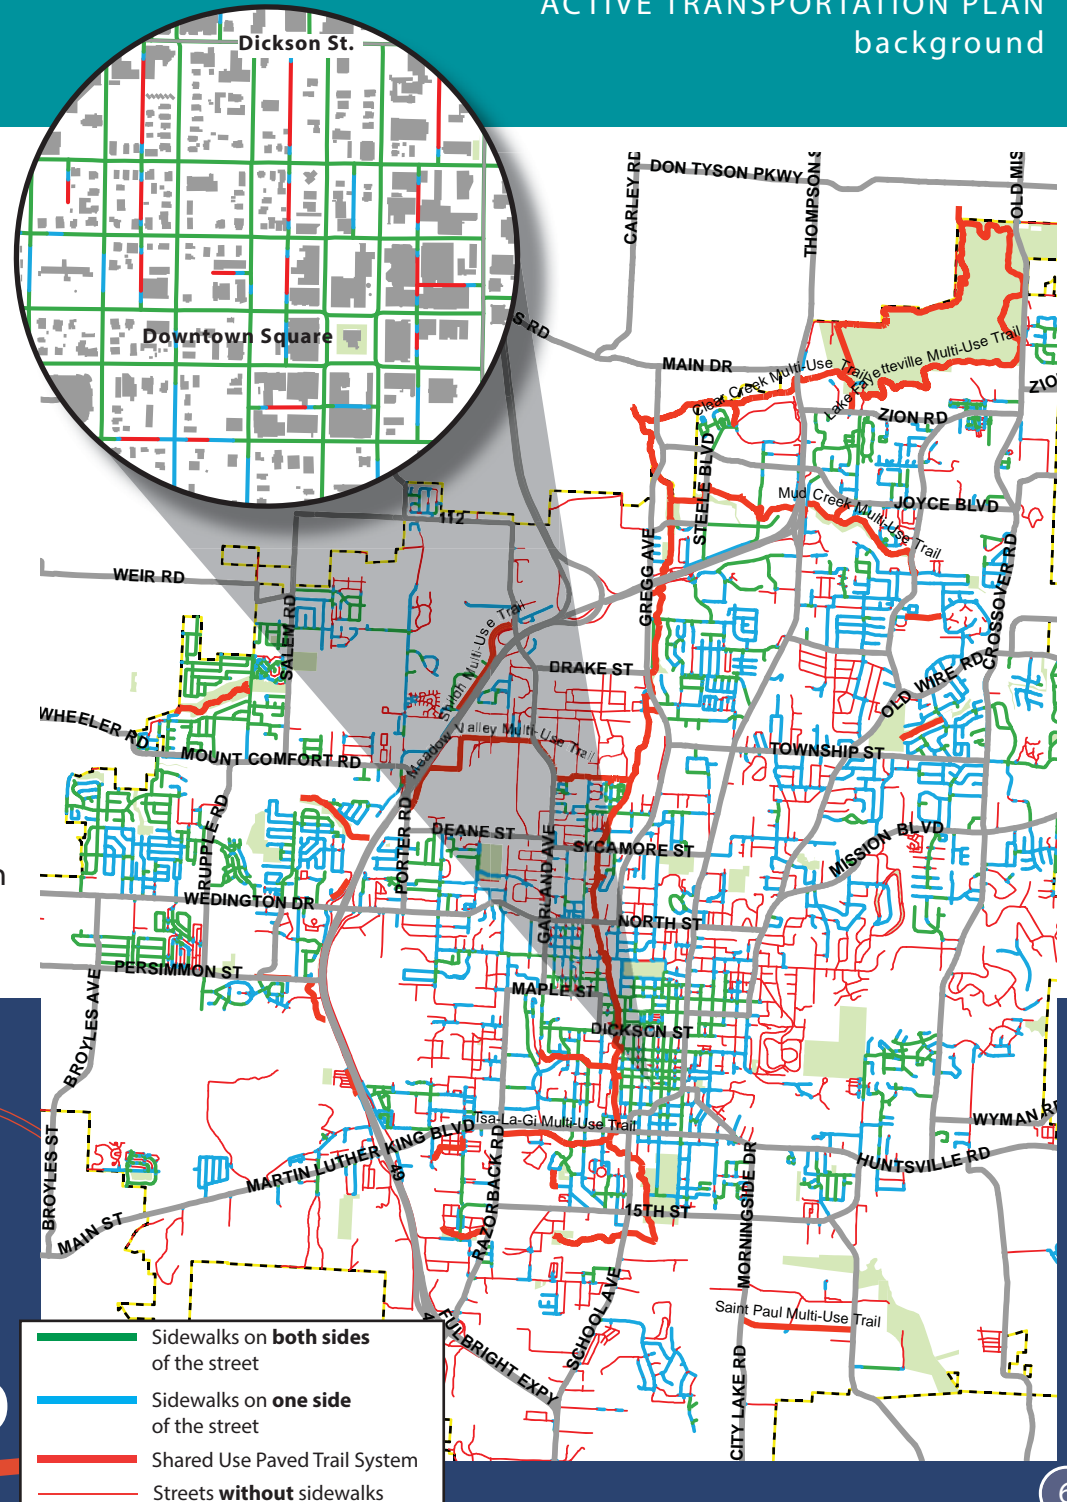 ACTIVE TRANSPORTATION PLAN
background
Dickson St.
Downtown Square
DON TYSON PKWY
CARLEY RD
THOMPSON S
OLD MIS
S RD
MAIN DR
Clear Creek Multi-Use Trail
Lake Fayetteville Multi-Use Trail
ZIO
ZION RD
STEELE BLVD
Mud Creek Multi-Use Trail
JOYCE BLVD
112
GREGG AVE
CROSSOVER RD
WEIR RD
SALEM RD
Shiloh Multi-Use Trail
DRAKE ST
OLD WIRE RD
WHEELER RD
MOUNT COMFORT RD
Meadow Valley Multi-Use Trail
TOWNSHIP ST
RUPPLE RD
PORTER RD
DEANE ST
GARLAND AVE
SYCAMORE ST
MISSION BLVD
n
WEDINGTON DR
NORTH ST
PERSIMMON ST
MAPLE ST
BROYLES AVE
DICKSON ST
Tsa-La-Gi Multi-Use Trail
WYMAN RD
MARTIN LUTHER KING BLVD
49
RAZORBACK RD
HUNTSVILLE RD
BROYLES ST
MAIN ST
15TH ST
MORNINGSIDE DR
SCHOOL AVE
Saint Paul Multi-Use Trail
4
FULBRIGHT EXPY
CITY LAKE RD
Sidewalks on both sides
of the street
Sidewalks on one side
of the street
Shared Use Paved Trail System
Streets without sidewalks
6